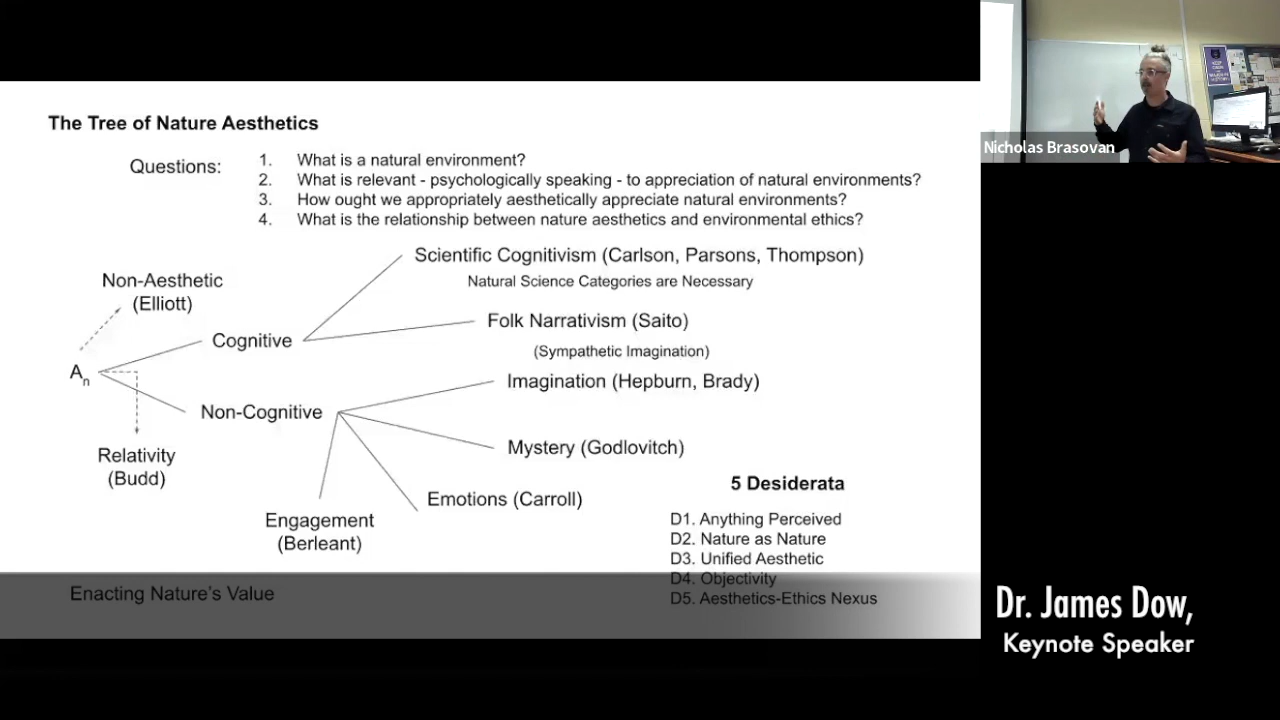 The Tree of Nature Aesthetics
Questions:
1. What is a natural environment?
2. What is relevant - psychologically speaking - to appreciation of natural environments?
3. How ought we appropriately aesthetically appreciate natural environments?
4. What is the relationship between nature aesthetics and environmental ethics?
Scientific Cognitivism (Carlson, Parsons, Thompson)
Natural Science Categories are Necessary
Non-Aesthetic
(Elliott)
Folk Narrativism (Saito)
Cognitive
(Sympathetic Imagination)
An
Imagination (Hepburn, Brady)
Non-Cognitive
Relativity
(Budd)
Mystery (Godlovitch)
Emotions (Carroll)
Engagement
(Berleant)
5 Desiderata
D1. Anything Perceived
D2. Nature as Nature
D3. Unified Aesthetic
D4. Objectivity
D5. Aesthetics-Ethics Nexus
Enacting Nature's Value
Nicholas Brasovan
Dr. James Dow,
Keynote Speaker